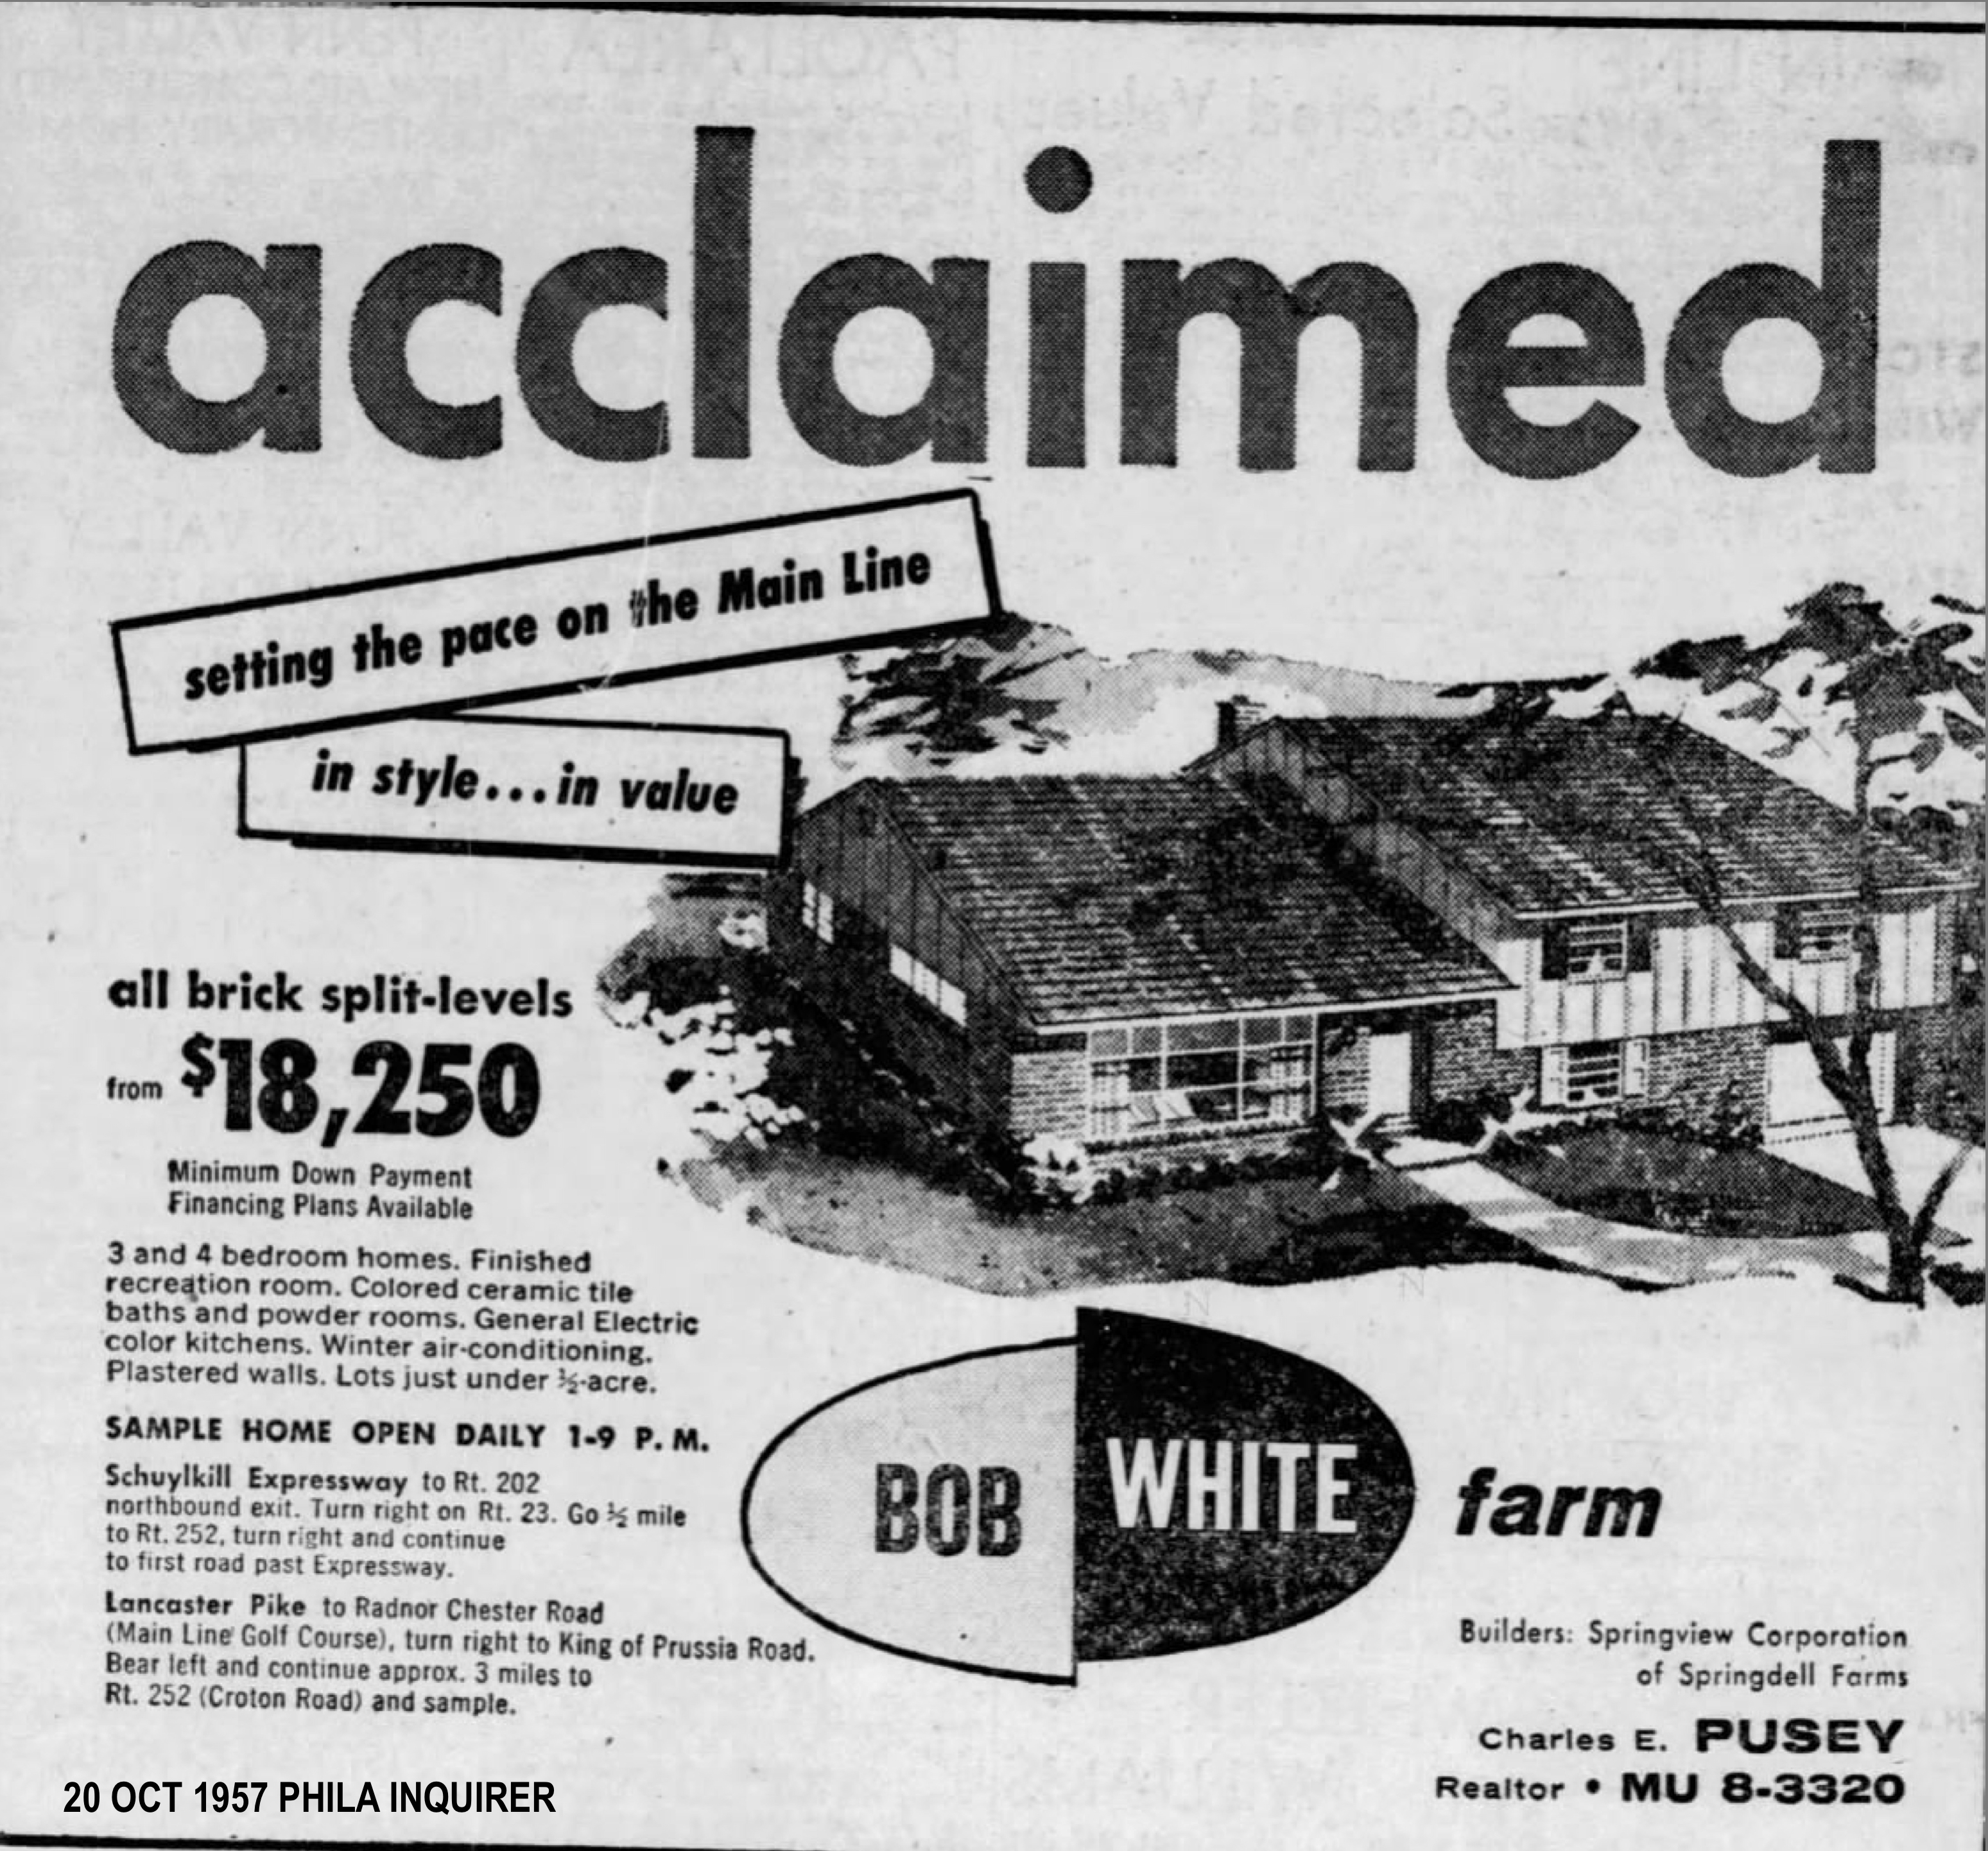 acclaimed
setting the pace on the Main Line
in style...in value
all brick split-levels
from $18,250
Minimum Down Payment
Financing Plans Available
3 and 4 bedroom homes. Finished
recreation room. Colored ceramic tile
baths and powder rooms. General Electric
color kitchens. Winter air-conditioning.
Plastered walls. Lots just under ½-acre.
SAMPLE HOME OPEN DAILY 1-9 P. M.
Schuylkill Expressway to Rt. 202
northbound exit. Turn right on Rt. 23. Go ½ mile
to Rt. 252, turn right and continue
to first road past Expressway.
Lancaster Pike to Radnor Chester Road
(Main Line Golf Course), turn right to King of Prussia Road.
Bear left and continue approx. 3 miles to
Rt. 252 (Croton Road) and sample.
BOB WHITE farm
Builders: Springview Corporation
of Springdell Farms
Charles E. PUSEY
Realtor • MU 8-3320
20 OCT 1957 PHILA INQUIRER